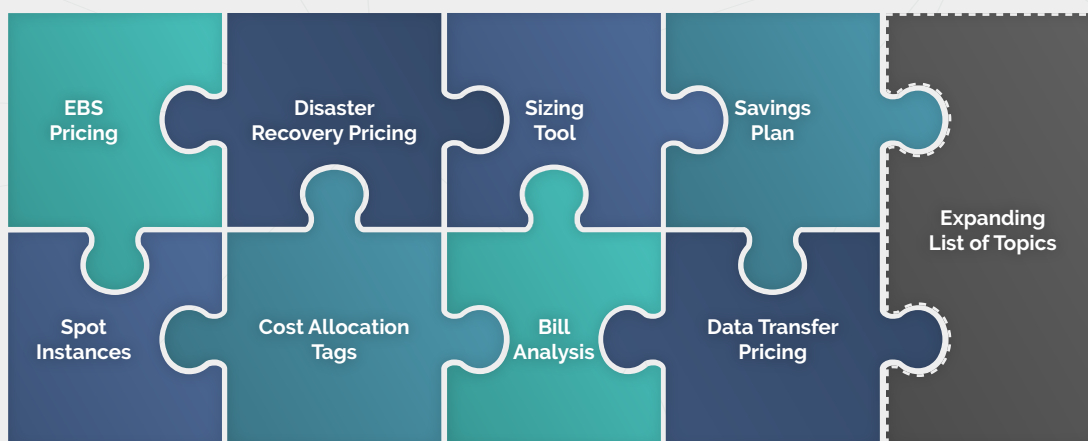 EBS
Pricing
Disaster
Recovery Pricing
Sizing
Tool
Savings
Plan
Expanding
List of Topics
Spot
Instances
Cost Allocation
Tags
Bill
Analysis
Data Transfer
Pricing